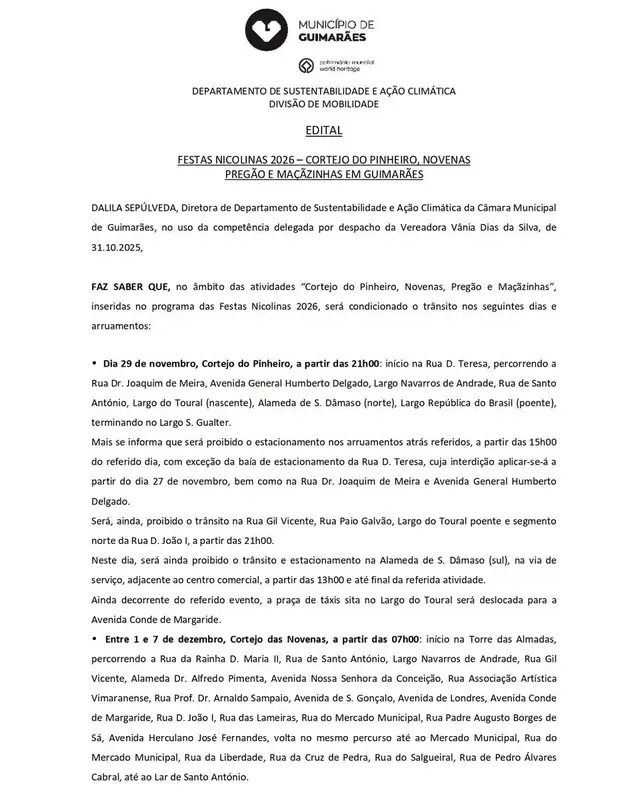 MUNICÍPIO DE
GUIMARÃES
património mundial
world heritage
DEPARTAMENTO DE SUSTENTABILIDADE E AÇÃO CLIMÁTICA
DIVISÃO DE MOBILIDADE
EDITAL
FESTAS NICOLINAS 2026 – CORTEJO DO PINHEIRO, NOVENAS
PREGÃO E MAÇÃZINHAS EM GUIMARÃES
DALILA SEPÚLVEDA, Diretora de Departamento de Sustentabilidade e Ação Climática da Câmara Municipal
de Guimarães, no uso da competência delegada por despacho da Vereadora Vânia Dias da Silva, de
31.10.2025,
FAZ SABER QUE, no âmbito das atividades “Cortejo do Pinheiro, Novenas, Pregão e Maçãzinhas”,
inseridas no programa das Festas Nicolinas 2026, será condicionado o trânsito nos seguintes dias e
arruamentos:
• Dia 29 de novembro, Cortejo do Pinheiro, a partir das 21h00: início na Rua D. Teresa, percorrendo a
Rua Dr. Joaquim de Meira, Avenida General Humberto Delgado, Largo Navarros de Andrade, Rua de Santo
António, Largo do Toural (nascente), Alameda de S. Dâmaso (norte), Largo República do Brasil (poente),
terminando no Largo S. Gualter.
Mais se informa que será proibido o estacionamento nos arruamentos atrás referidos, a partir das 15h00
do referido dia, com exceção da baía de estacionamento da Rua D. Teresa, cuja interdição aplicar-se-á a
partir do dia 27 de novembro, bem como na Rua Dr. Joaquim de Meira e Avenida General Humberto
Delgado.
Será, ainda, proibido o trânsito na Rua Gil Vicente, Rua Paio Galvão, Largo do Toural poente e segmento
norte da Rua D. João I, a partir das 21h00.
Neste dia, será ainda proibido o trânsito e estacionamento na Alameda de S. Dâmaso (sul), na via de
serviço, adjacente ao centro comercial, a partir das 13h00 e até final da referida atividade.
Ainda decorrente do referido evento, a praça de táxis sita no Largo do Toural será deslocada para a
Avenida Conde de Margaride.
• Entre 1 e 7 de dezembro, Cortejo das Novenas, a partir das 07h00: início na Torre das Almadas,
percorrendo a Rua da Rainha D. Maria II, Rua de Santo António, Largo Navarros de Andrade, Rua Gil
Vicente, Alameda Dr. Alfredo Pimenta, Avenida Nossa Senhora da Conceição, Rua Associação Artística
Vimaranense, Rua Prof. Dr. Arnaldo Sampaio, Avenida de S. Gonçalo, Avenida de Londres, Avenida Conde
de Margaride, Rua D. João I, Rua das Lameiras, Rua do Mercado Municipal, Rua Padre Augusto Borges de
Sá, Avenida Herculano José Fernandes, volta no mesmo percurso até ao Mercado Municipal, Rua do
Mercado Municipal, Rua da Liberdade, Rua da Cruz de Pedra, Rua do Salgueiral, Rua de Pedro Álvares
Cabral, até ao Lar de Santo António.